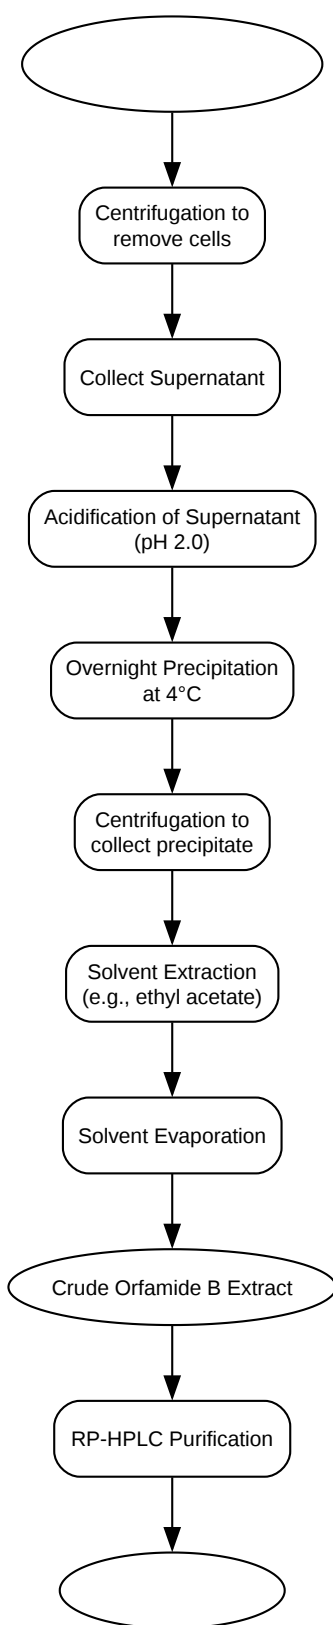 Centrifugation to
remove cells
Collect Supernatant
Acidification of Supernatant
(pH 2.0)
Overnight Precipitation
at 4°C
Centrifugation to
collect precipitate
Solvent Extraction
(e.g., ethyl acetate)
Solvent Evaporation
Crude Orfamide B Extract
RP-HPLC Purification